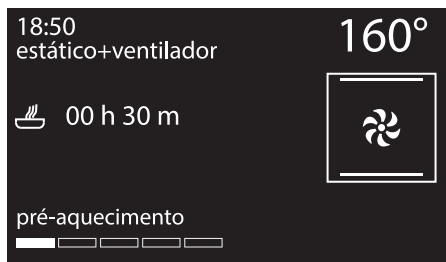 18:50
160°
estático+ventilador
00 h 30 m
pré-aquecimento